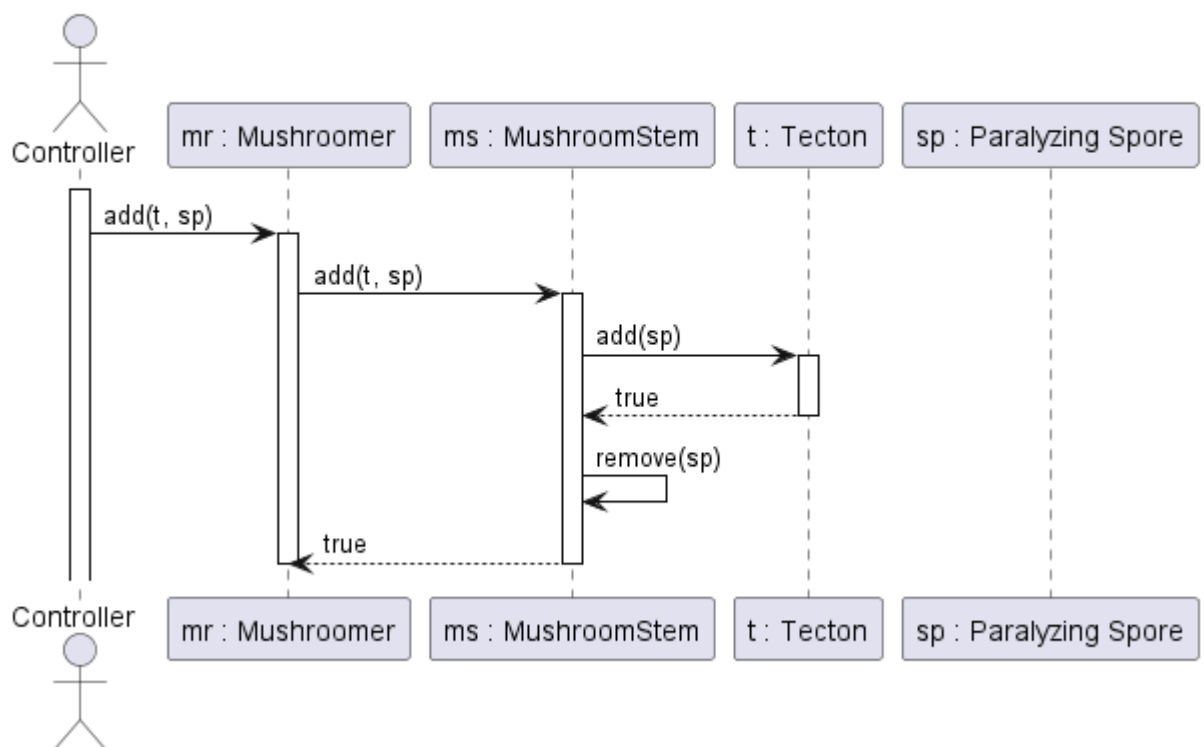 Controller
mr : Mushroomer
ms : MushroomStem
t : Tecton
sp : Paralyzing Spore
add(t, sp)
add(t, sp)
add(sp)
true
remove(sp)
true
Controller
mr : Mushroomer
ms : MushroomStem
t : Tecton
sp : Paralyzing Spore